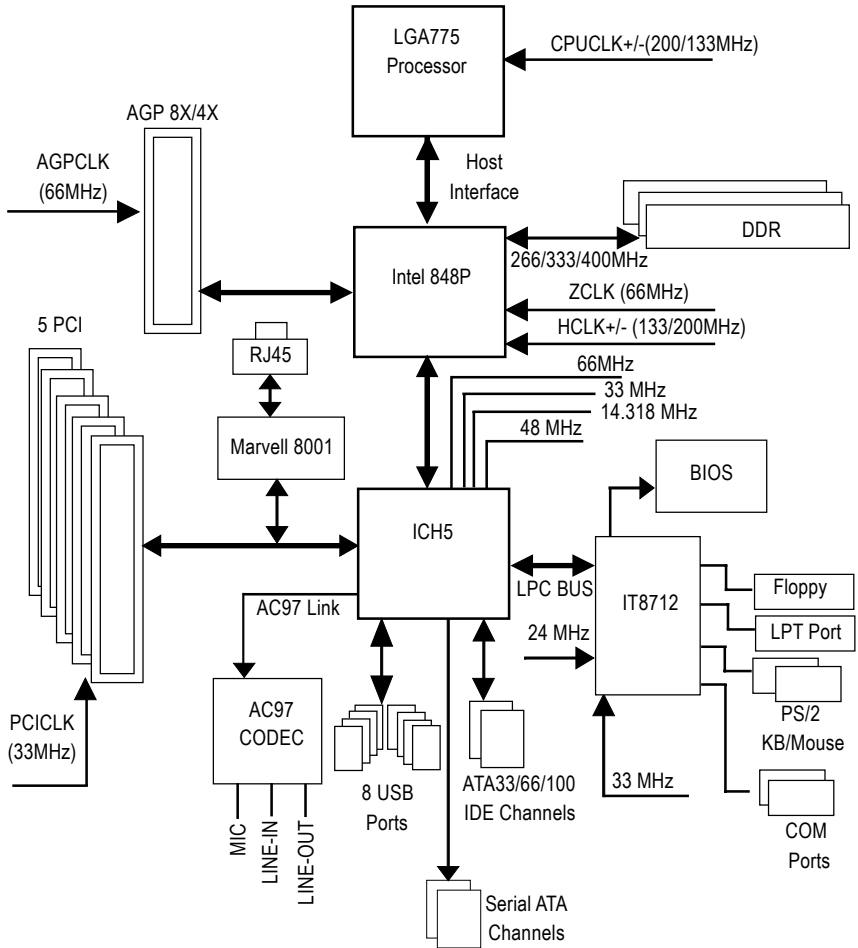 LGA775
Processor
CPUCLK+/-(200/133MHz)
AGP 8X/4X
AGPCLK
(66MHz)
Host
Interface
DDR
266/333/400MHz
Intel 848P
ZCLK (66MHz)
HCLK+/- (133/200MHz)
5 PCI
RJ45
66MHz
33 MHz
14.318 MHz
48 MHz
Marvell 8001
BIOS
ICH5
LPC BUS
IT8712
Floppy
AC97 Link
24 MHz
LPT Port
PS/2
KB/Mouse
AC97
CODEC
PCICLK
(33MHz)
8 USB
Ports
ATA33/66/100
IDE Channels
33 MHz
COM
Ports
MIC
LINE-IN
LINE-OUT
Serial ATA
Channels